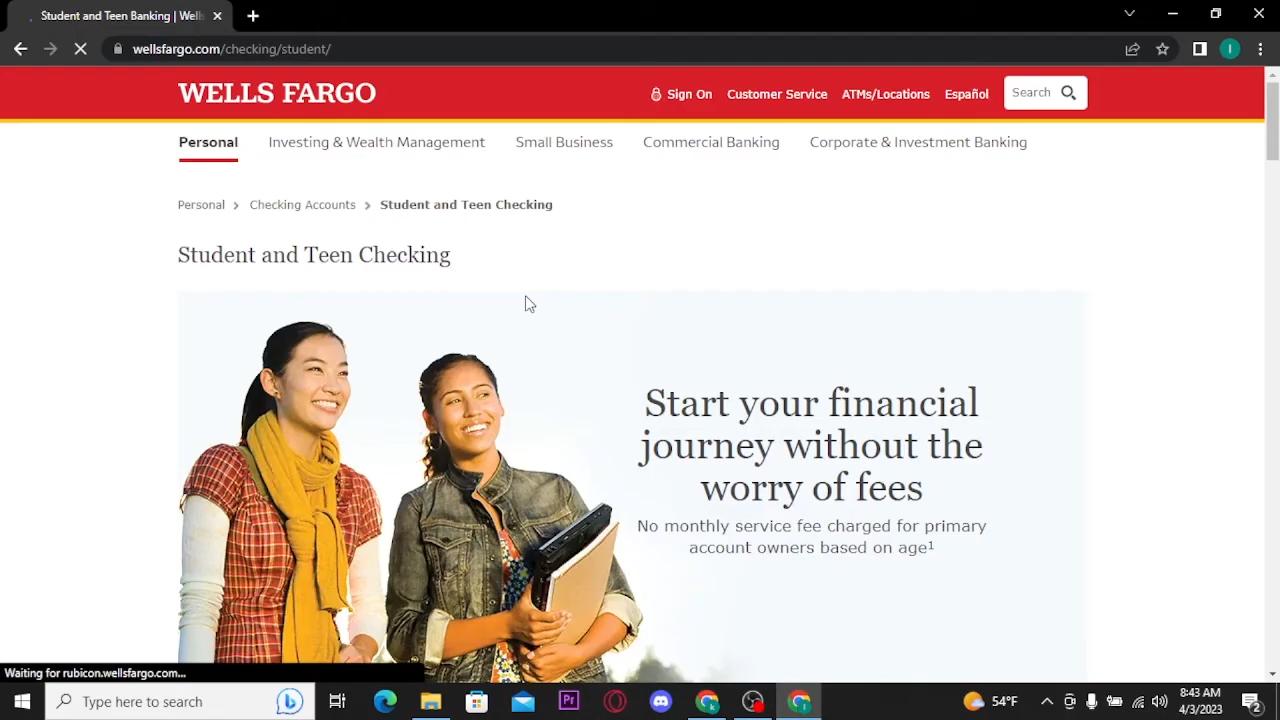 Student and Teen Banking | Wells
wellsfargo.com/checking/student/
WELLS FARGO
Sign On
Customer Service
ATMs/Locations
Español
Search
Personal
Investing & Wealth Management
Small Business
Commercial Banking
Corporate & Investment Banking
Personal > Checking Accounts > Student and Teen Checking
Student and Teen Checking
Start your financial
journey without the
worry of fees
No monthly service fee charged for primary
account owners based on age¹
Waiting for rubicon.wellsfargo.com...
Type here to search
54°F
8:43 AM
4/3/2023